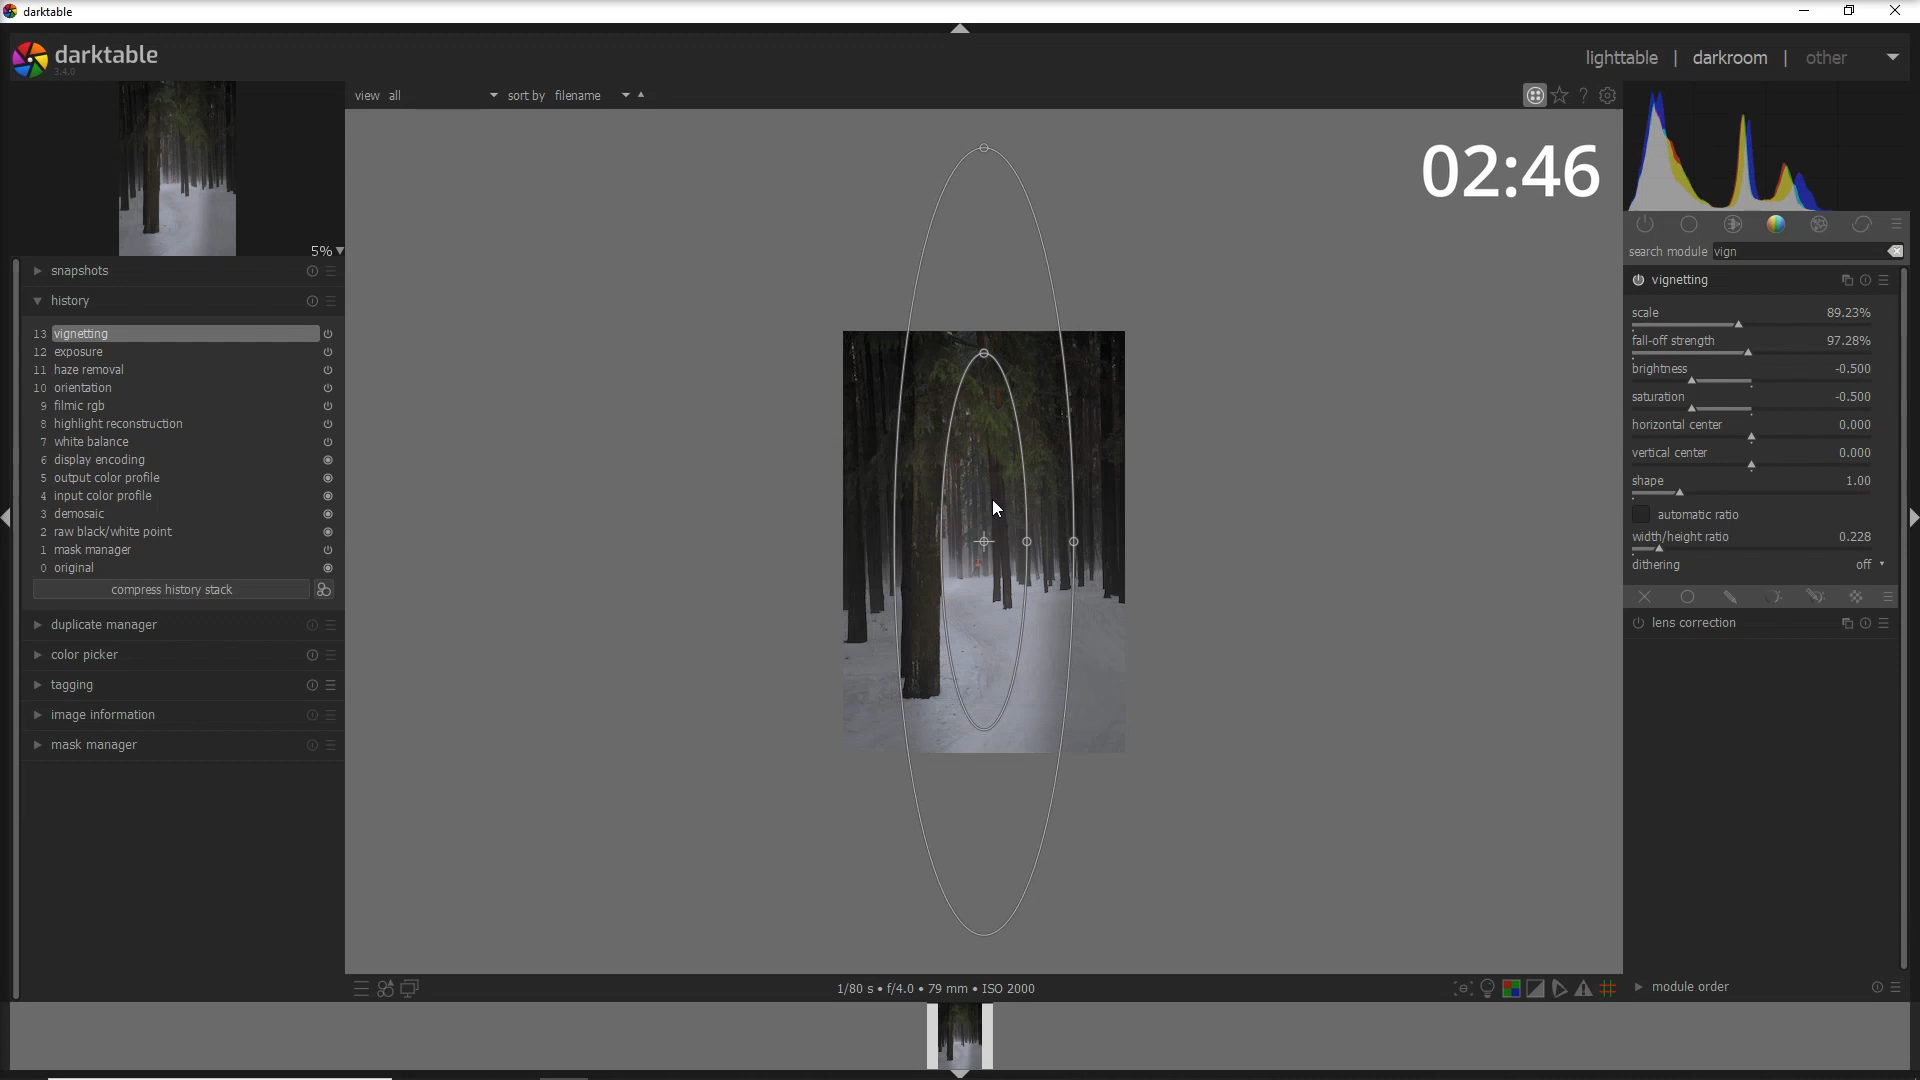 darktable
darktable
3.4.0
lighttable | darkroom | other
view all sort by filename
?
02:46
5%
snapshots
history
13 vignetting
12 exposure
11 haze removal
10 orientation
9 filmic rgb
8 highlight reconstruction
7 white balance
6 display encoding
5 output color profile
4 input color profile
3 demosaic
2 raw black/white point
1 mask manager
0 original
compress history stack
duplicate manager
color picker
tagging
image information
mask manager
search module vign
vignetting
scale 89.23%
fall-off strength 97.28%
brightness -0.500
saturation -0.500
horizontal center 0.000
vertical center 0.000
shape 1.00
automatic ratio
width/height ratio 0.228
dithering off
lens correction
1/80 s • f/4.0 • 79 mm • ISO 2000
module order